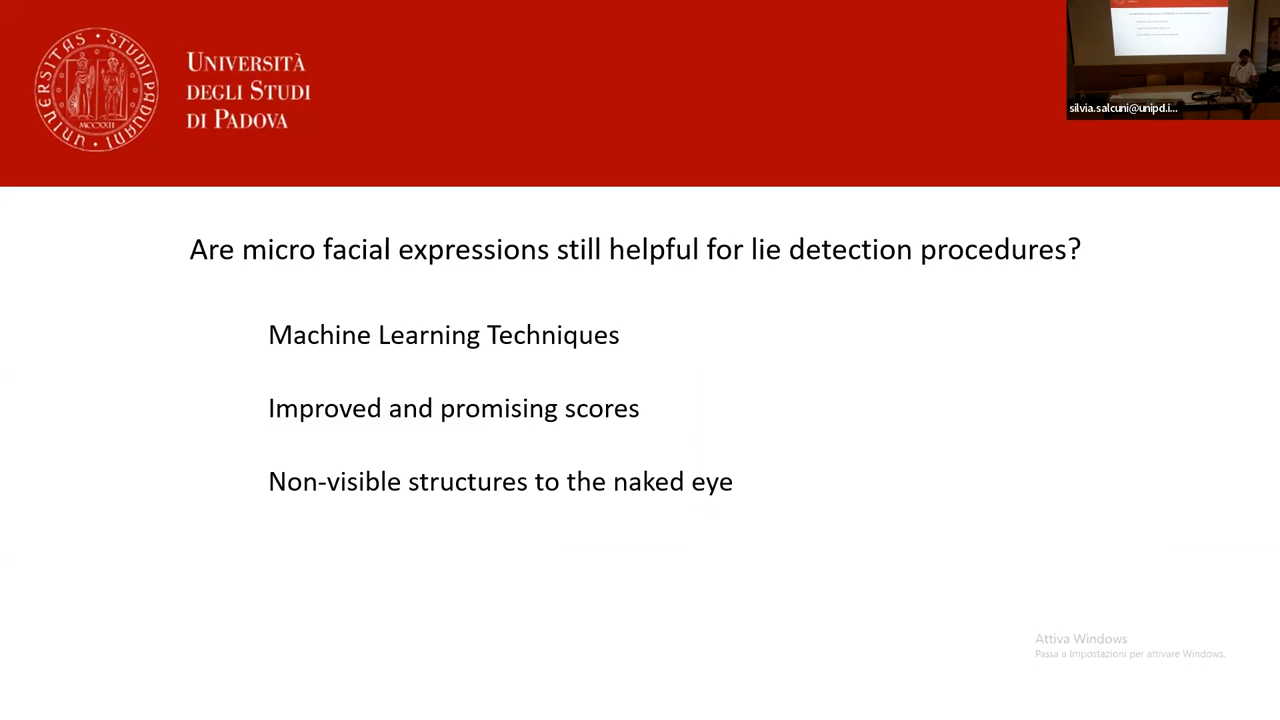 UNIVERSITAS STUDII PADUANI
MCCXXII
UNIVERSITÀ
DEGLI STUDI
DI PADOVA
silvia.salcuni@unipd.i...
Are micro facial expressions still helpful for lie detection procedures?
Machine Learning Techniques
Improved and promising scores
Non-visible structures to the naked eye
Attiva Windows
Passa a Impostazioni per attivare Windows.